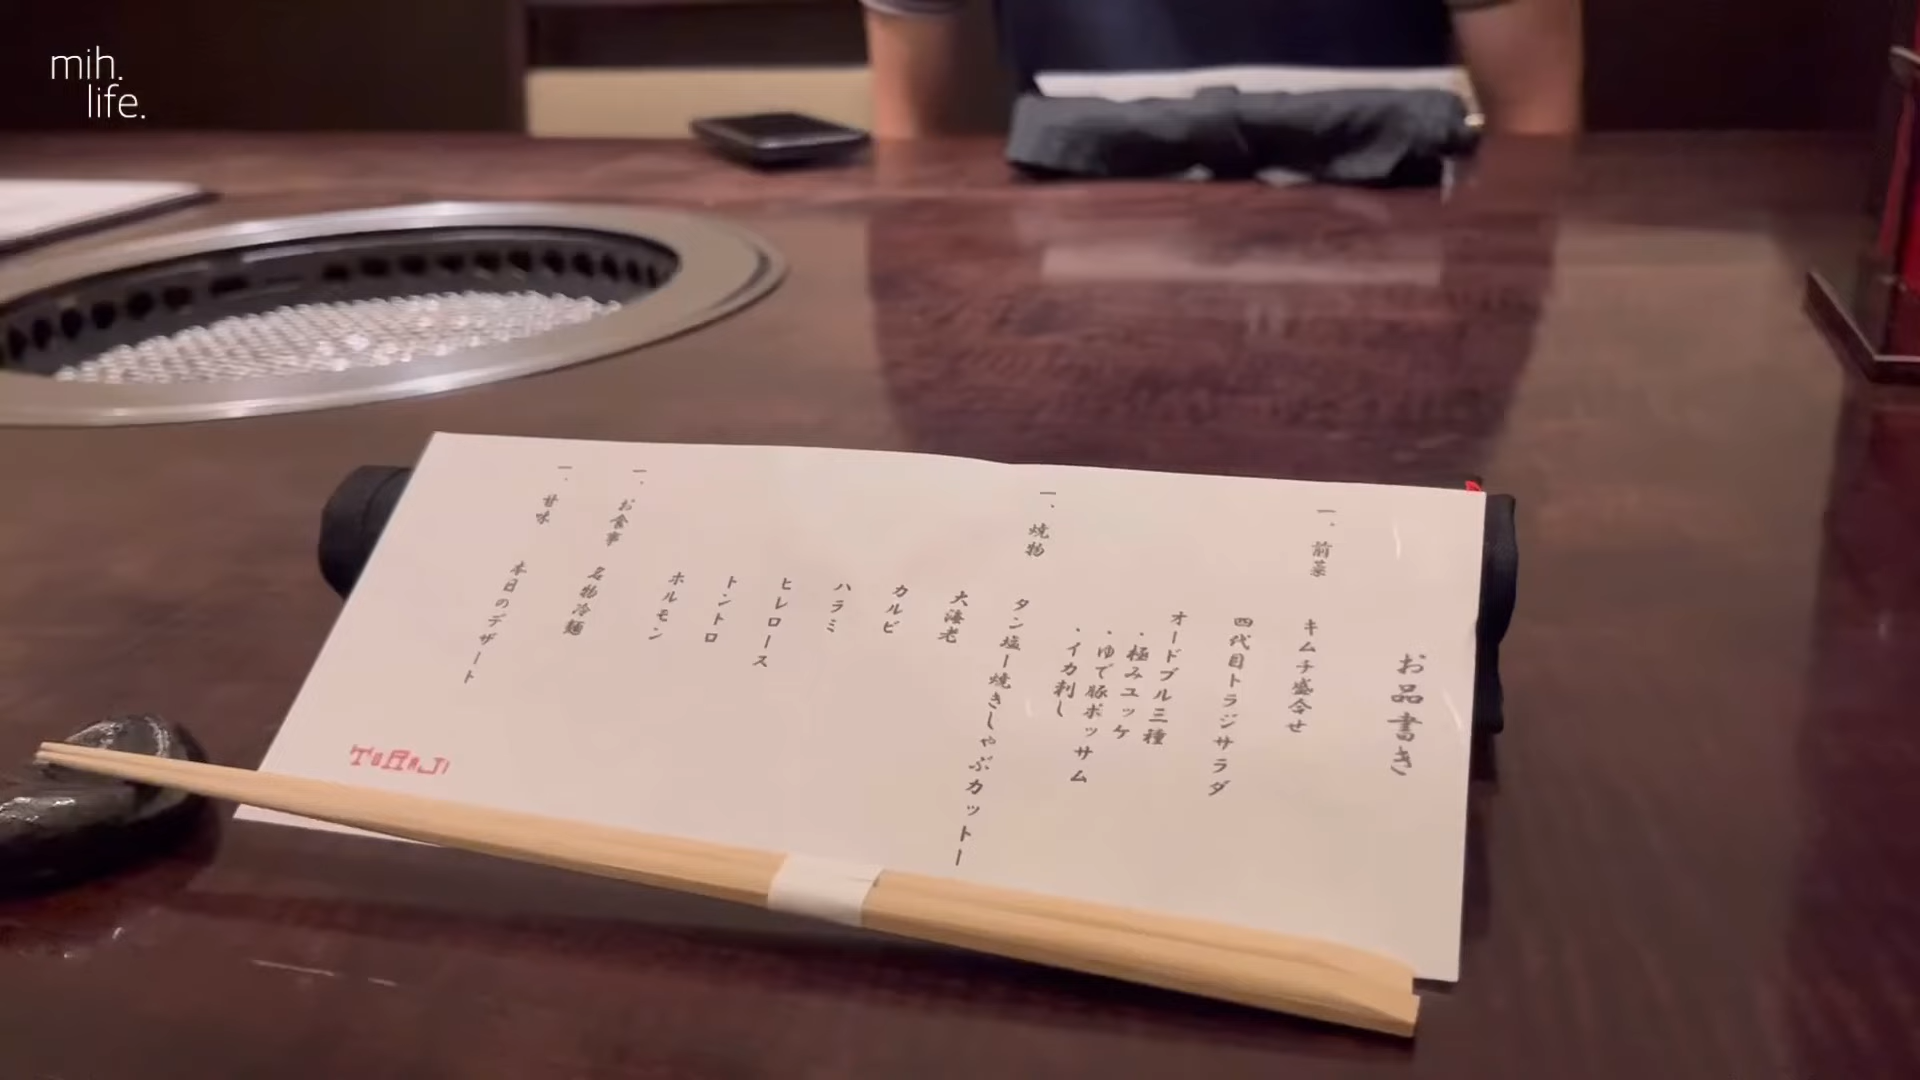 mih.
life.
お品書き
一、前菜 キムチ盛合せ
四代目トラジサラダ
オードブル三種
・極みユッケ
・ゆで豚ポッサム
・イカ刺し
一、焼物 タン塩ー焼きしゃぶカットー
大海老
カルビ
ハラミ
ヒレロース
トントロ
ホルモン
一、お食事 名物冷麺
一、甘味 本日のデザート
TORAJI